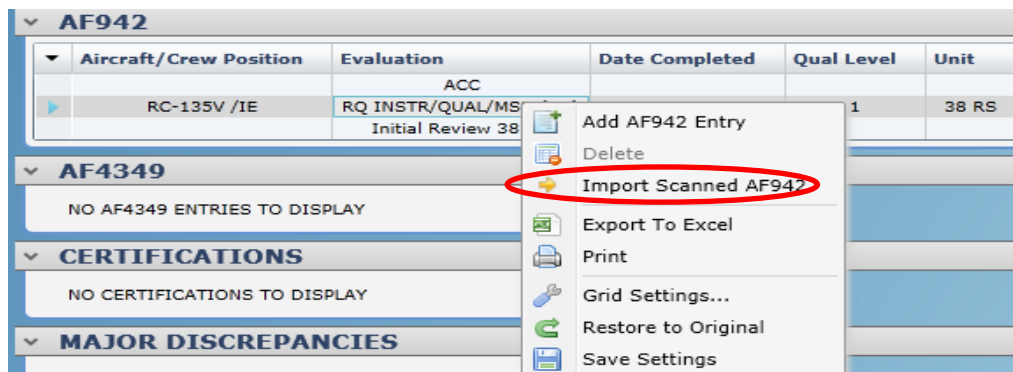 AF942
Aircraft/Crew Position Evaluation Date Completed Qual Level Unit
ACC
RC-135V /IE RQ INSTR/QUAL/MS 1 38 RS
Initial Review 38
Add AF942 Entry
Delete
Import Scanned AF942
Export To Excel
Print
Grid Settings...
Restore to Original
Save Settings
AF4349
NO AF4349 ENTRIES TO DISPLAY
CERTIFICATIONS
NO CERTIFICATIONS TO DISPLAY
MAJOR DISCREPANCIES